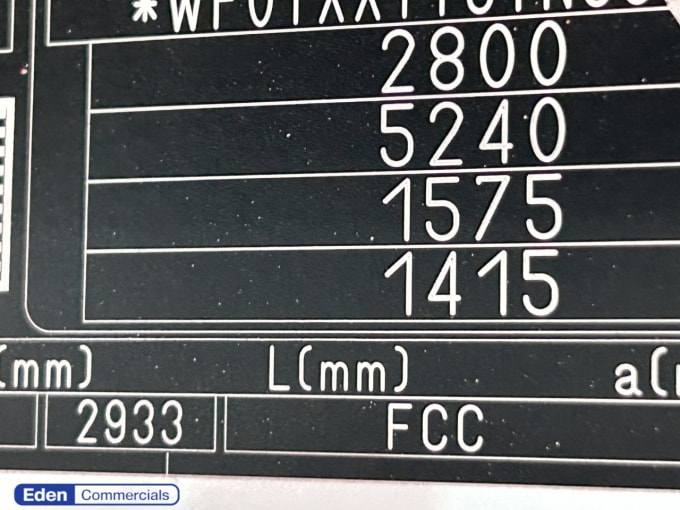 2800
5240
1575
1415
(mm) L(mm)
2933 FCC
Eden Commercials